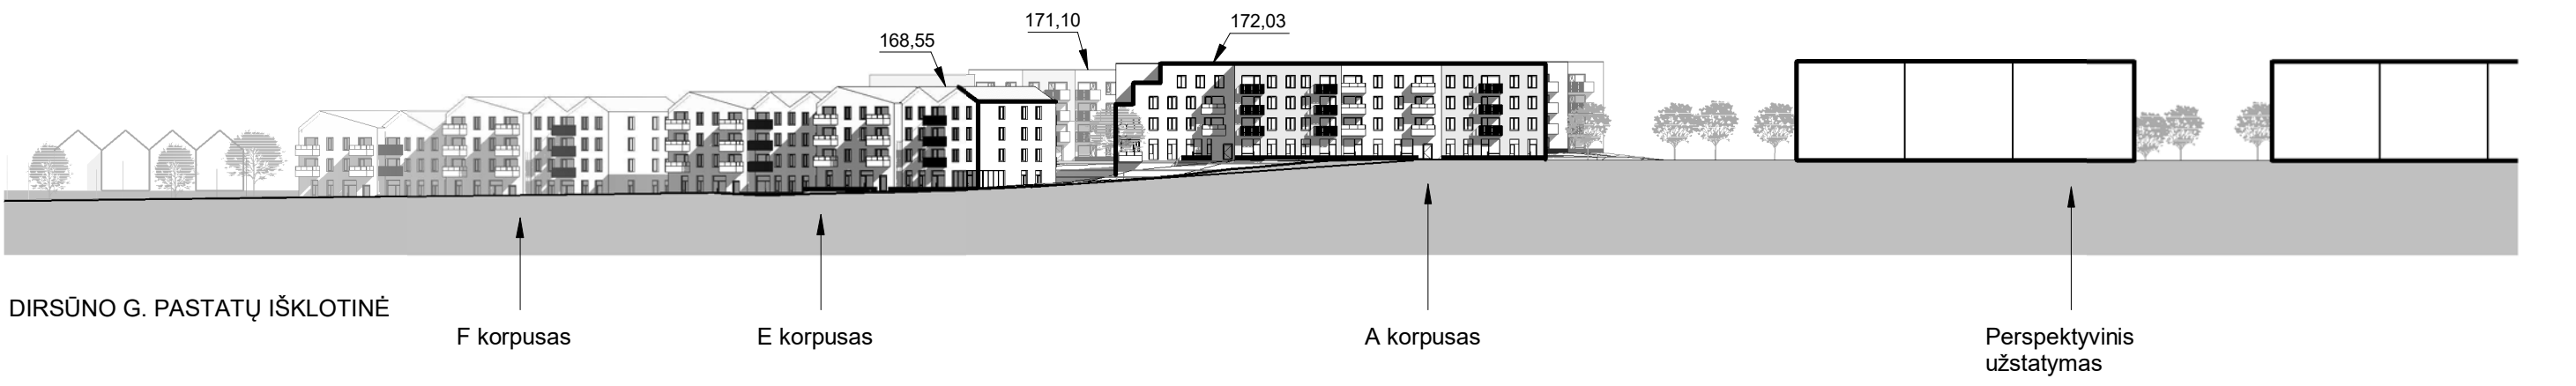 171,10
172,03
168,55
DIRSŪNO G. PASTATŲ IŠKLOTINĖ
F korpusas
E korpusas
A korpusas
Perspektyvinis
užstatymas